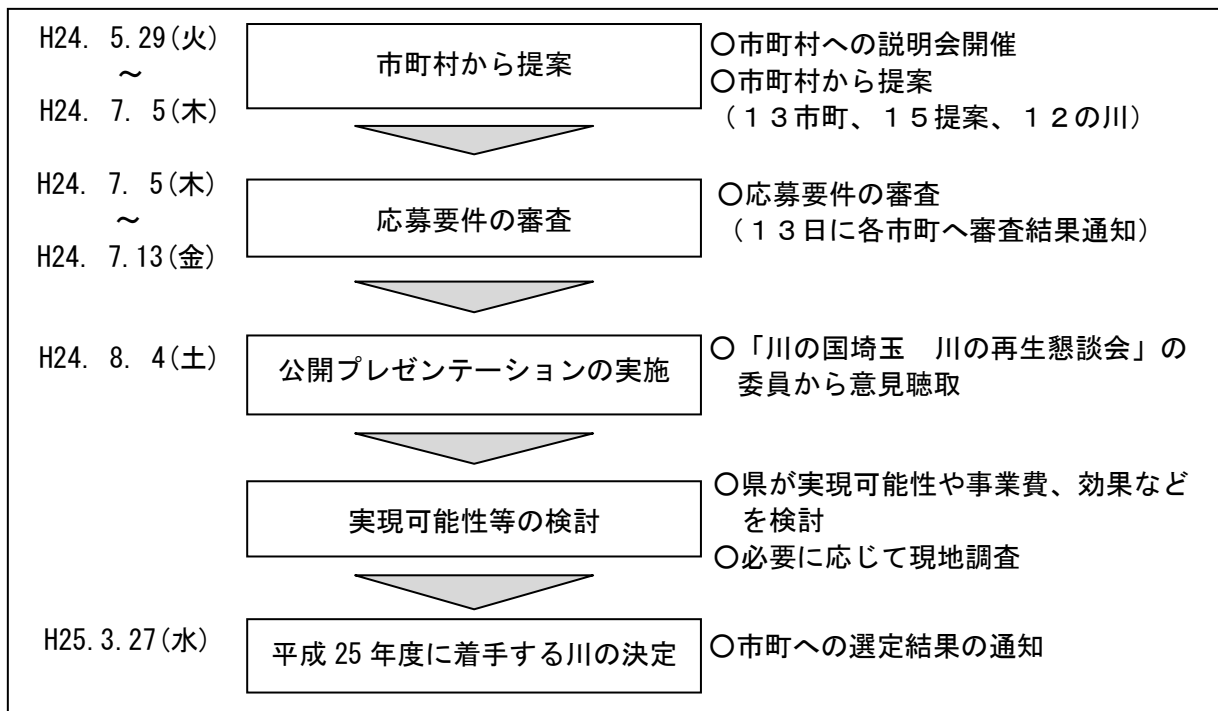 H24. 5.29(火)
～
H24. 7. 5(木)
市町村から提案
○市町村への説明会開催
○市町村から提案
（１３市町、１５提案、１２の川）
H24. 7. 5(木)
～
H24. 7.13(金)
応募要件の審査
○応募要件の審査
（１３日に各市町へ審査結果通知）
H24. 8. 4(土)
公開プレゼンテーションの実施
○「川の国埼玉　川の再生懇談会」の
委員から意見聴取
実現可能性等の検討
○県が実現可能性や事業費、効果など
を検討
○必要に応じて現地調査
H25.3.27(水)
平成 25 年度に着手する川の決定
○市町への選定結果の通知